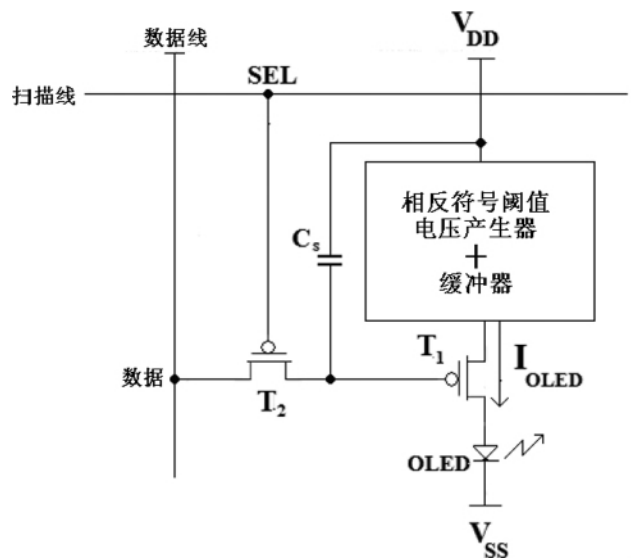 数据线
V_DD
SEL
扫描线
相反符号阈值
电压产生器
+
缓冲器
C_s
T_1
I_OLED
数据
T_2
OLED
V_SS